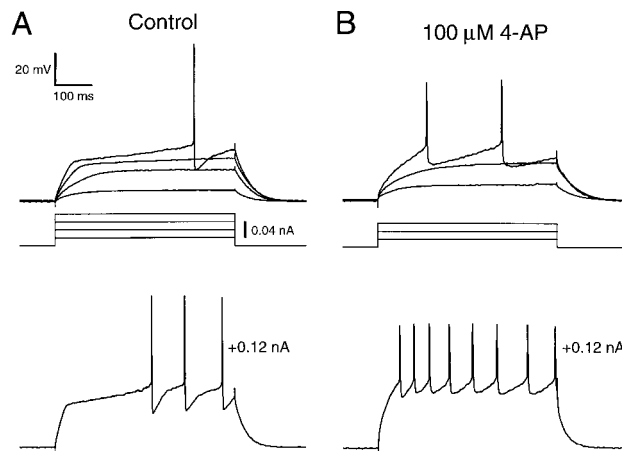 A
Control
B
100 μM 4-AP
20 mV
100 ms
0.04 nA
+0.12 nA
+0.12 nA